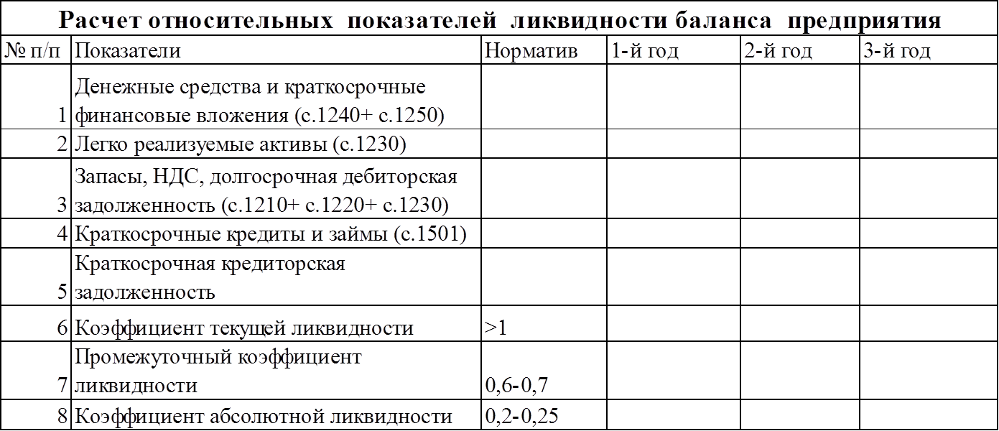 Расчет относительных показателей ликвидности баланса предприятия
№ п/п Показатели Норматив 1-й год 2-й год 3-й год
Денежные средства и краткосрочные
1 финансовые вложения (с.1240+ с.1250)
2 Легко реализуемые активы (с.1230)
Запасы, НДС, долгосрочная дебиторская
3 задолженность (с.1210+ с.1220+ с.1230)
4 Краткосрочные кредиты и займы (с.1501)
Краткосрочная кредиторская
5 задолженность
6 Коэффициент текущей ликвидности >1
Промежуточный коэффициент
7 ликвидности 0,6-0,7
8 Коэффициент абсолютной ликвидности 0,2-0,25